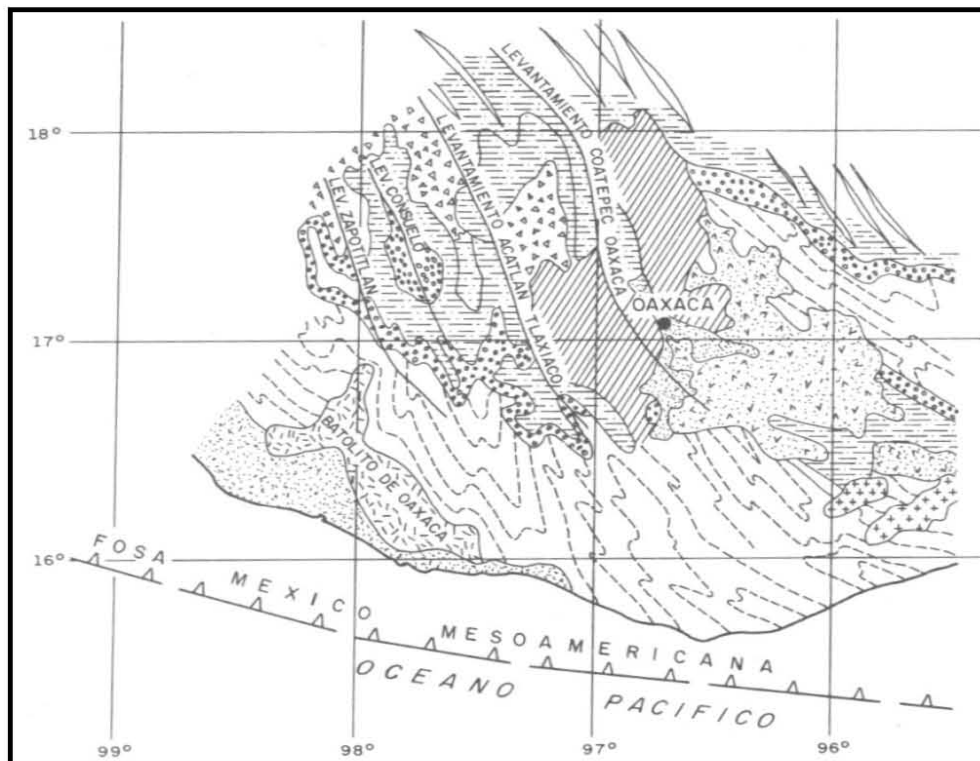 18°
17°
16°
LEVANTAMIENTO COATEPEC OAXACA
LEVANTAMIENTO ACATLAN TLAXIACO
LEV. CONSUELO
LEV. ZAPOTITLAN
OAXACA
BATOLITO DE OAXACA
FOSA MEXICO MESOAMERICANA
OCEANO PACIFICO
99° 98° 97° 96°